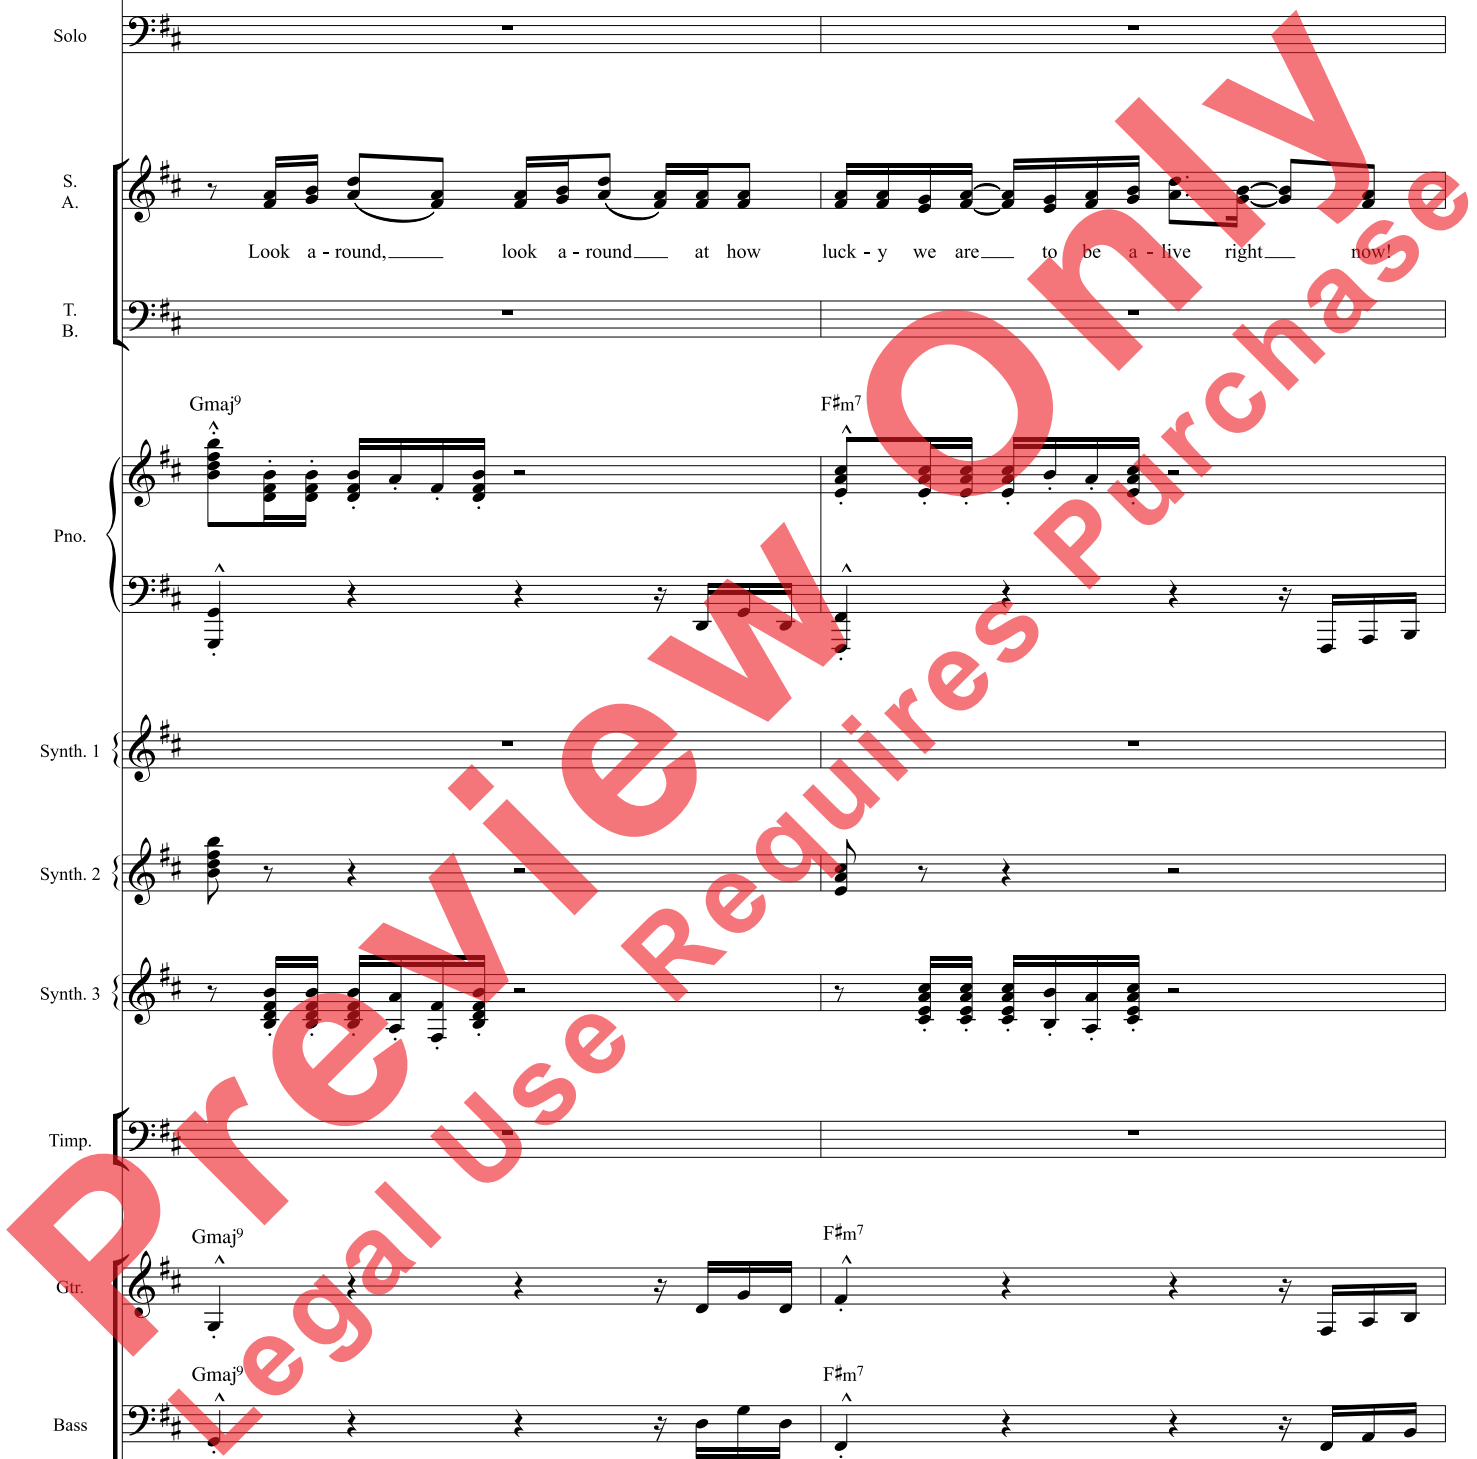 Solo
S.
A.
Look a - round, look a - round at how luck - y we are to be a - live right now!
T.
B.
Gmaj9 F♯m7
Pno.
Synth. 1
Synth. 2
Synth. 3
Timp.
Gmaj9 F♯m7
Gtr.
Gmaj9 F♯m7
Bass
Preview Only
Legal Use Requires Purchase